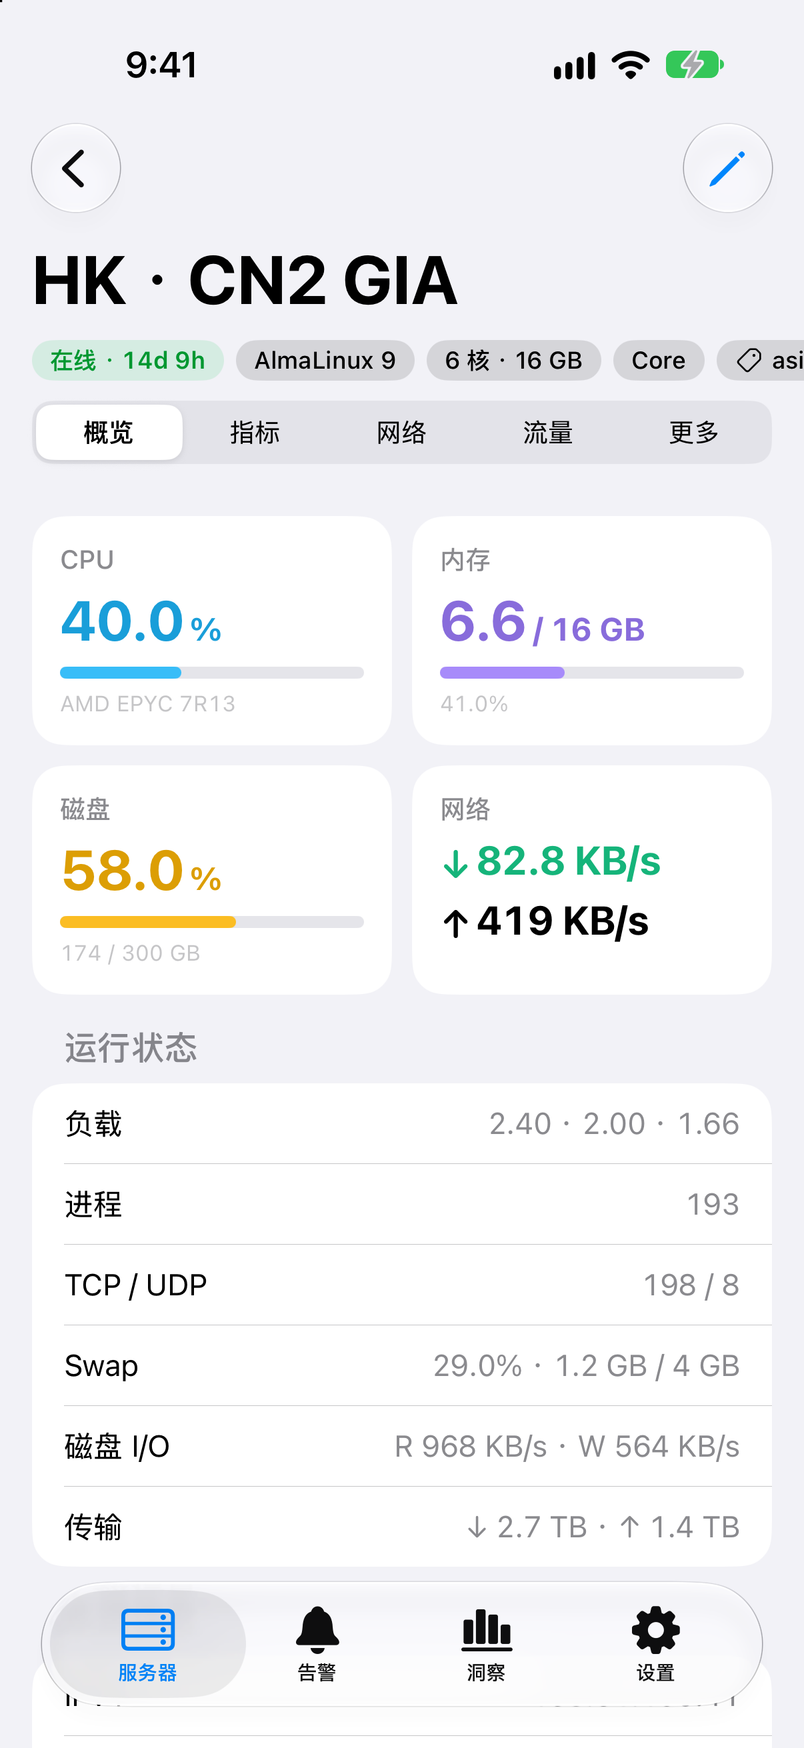 9:41
HK · CN2 GIA
在线 · 14d 9h
AlmaLinux 9
6 核 · 16 GB
Core
概览
指标
网络
流量
更多
CPU
40.0 %
AMD EPYC 7R13
内存
6.6 / 16 GB
41.0%
磁盘
58.0 %
174 / 300 GB
网络
↓ 82.8 KB/s
↑ 419 KB/s
运行状态
负载 2.40 · 2.00 · 1.66
进程 193
TCP / UDP 198 / 8
Swap 29.0% · 1.2 GB / 4 GB
磁盘 I/O R 968 KB/s · W 564 KB/s
传输 ↓ 2.7 TB · ↑ 1.4 TB
服务器
告警
洞察
设置